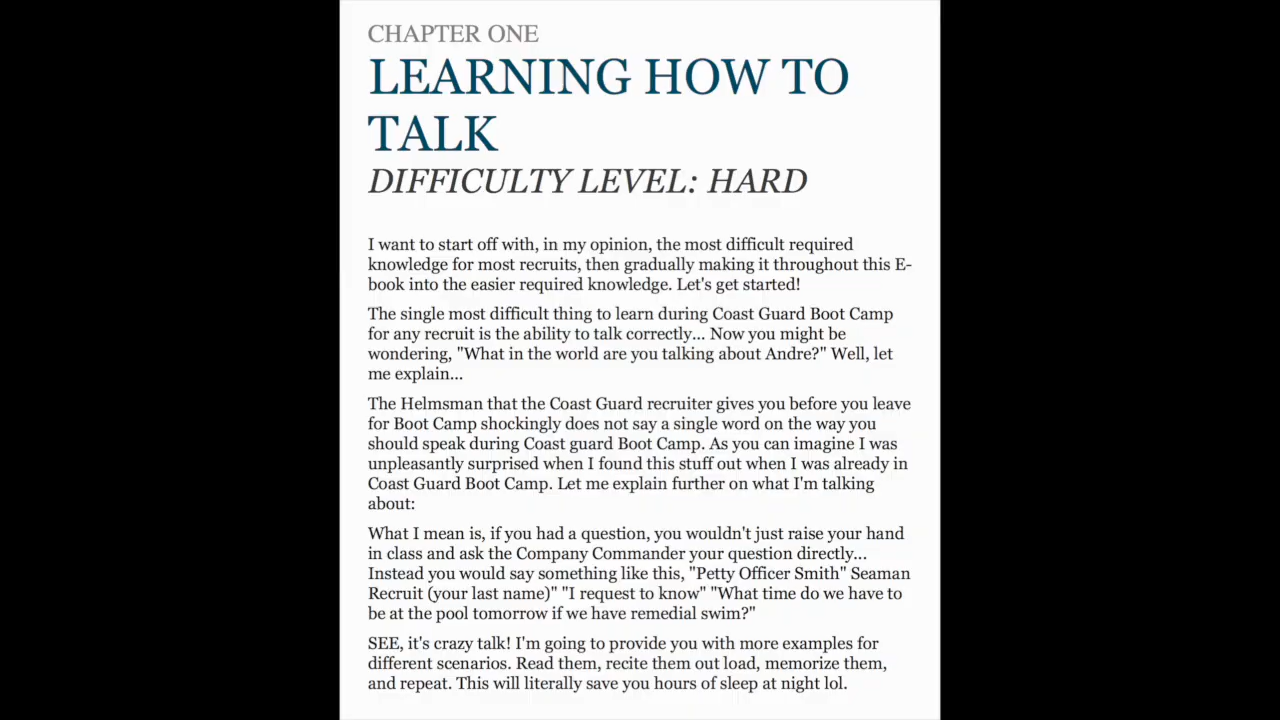 CHAPTER ONE
LEARNING HOW TO
TALK
DIFFICULTY LEVEL: HARD
I want to start off with, in my opinion, the most difficult required
knowledge for most recruits, then gradually making it throughout this E-
book into the easier required knowledge. Let's get started!
The single most difficult thing to learn during Coast Guard Boot Camp
for any recruit is the ability to talk correctly... Now you might be
wondering, "What in the world are you talking about Andre?" Well, let
me explain...
The Helmsman that the Coast Guard recruiter gives you before you leave
for Boot Camp shockingly does not say a single word on the way you
should speak during Coast guard Boot Camp. As you can imagine I was
unpleasantly surprised when I found this stuff out when I was already in
Coast Guard Boot Camp. Let me explain further on what I'm talking
about:
What I mean is, if you had a question, you wouldn't just raise your hand
in class and ask the Company Commander your question directly...
Instead you would say something like this, "Petty Officer Smith" Seaman
Recruit (your last name)" "I request to know" "What time do we have to
be at the pool tomorrow if we have remedial swim?"
SEE, it's crazy talk! I'm going to provide you with more examples for
different scenarios. Read them, recite them out load, memorize them,
and repeat. This will literally save you hours of sleep at night lol.